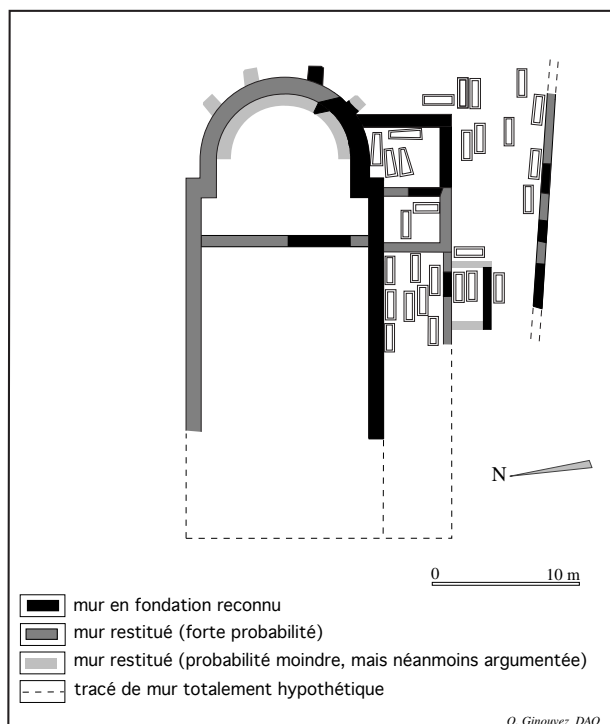 N
0 10 m
mur en fondation reconnu
mur restitué (forte probabilité)
mur restitué (probabilité moindre, mais néanmoins argumentée)
tracé de mur totalement hypothétique
O. Ginouvez, DAO